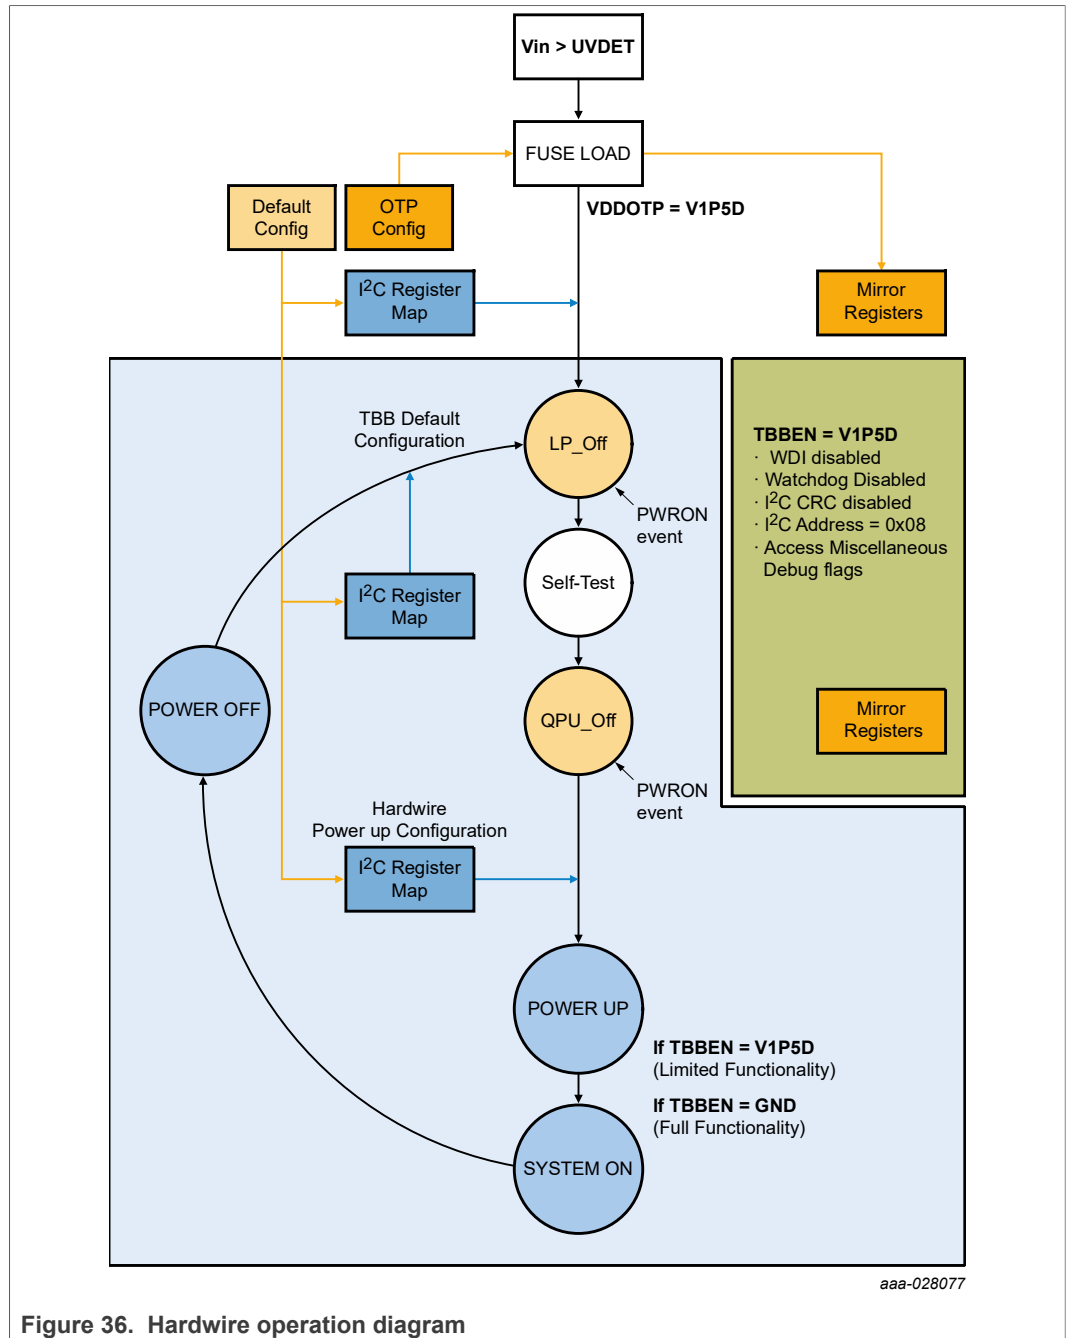 Vin > UVDET
FUSE LOAD
VDDOTP = V1P5D
Default
Config
OTP
Config
I2C Register
Map
Mirror
Registers
TBB Default
Configuration
LP_Off
PWRON
event
TBBEN = V1P5D
· WDI disabled
· Watchdog Disabled
· I2C CRC disabled
· I2C Address = 0x08
· Access Miscellaneous
Debug flags
Self-Test
I2C Register
Map
POWER OFF
QPU_Off
Mirror
Registers
PWRON
event
Hardwire
Power up Configuration
I2C Register
Map
POWER UP
If TBBEN = V1P5D
(Limited Functionality)
If TBBEN = GND
(Full Functionality)
SYSTEM ON
aaa-028077
Figure 36. Hardwire operation diagram